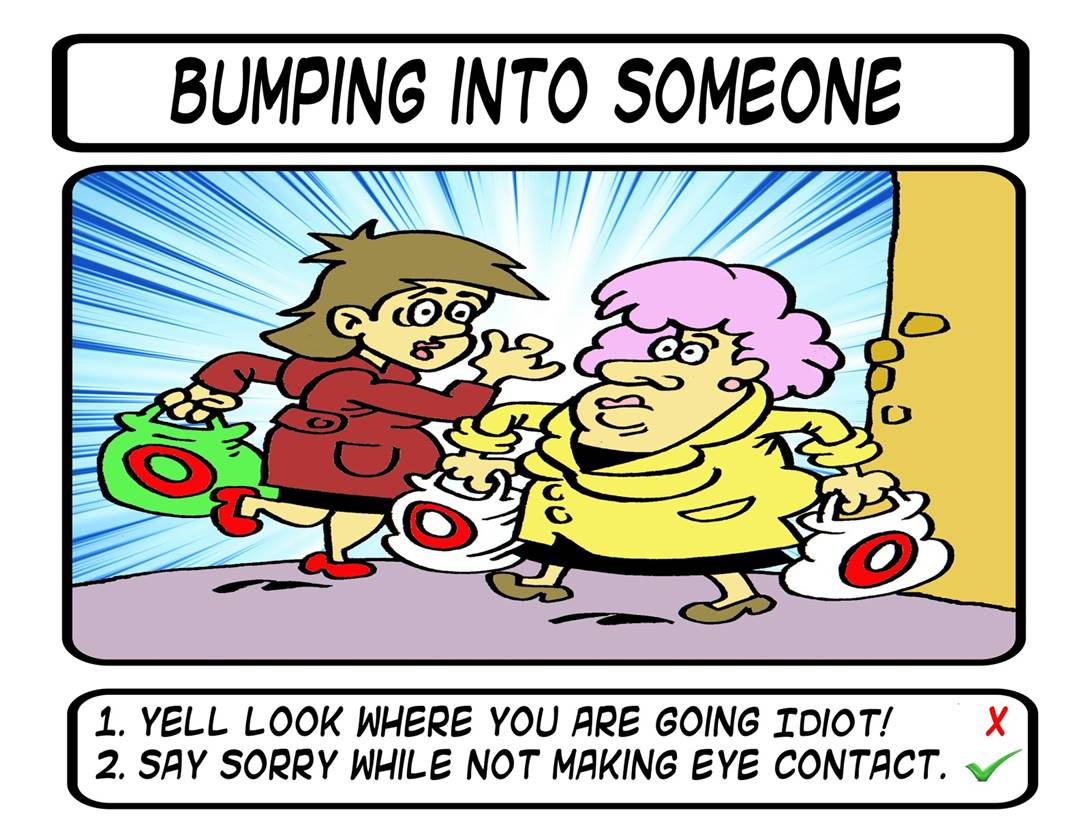 BUMPING INTO SOMEONE
1. YELL LOOK WHERE YOU ARE GOING IDIOT! X
2. SAY SORRY WHILE NOT MAKING EYE CONTACT. ✓